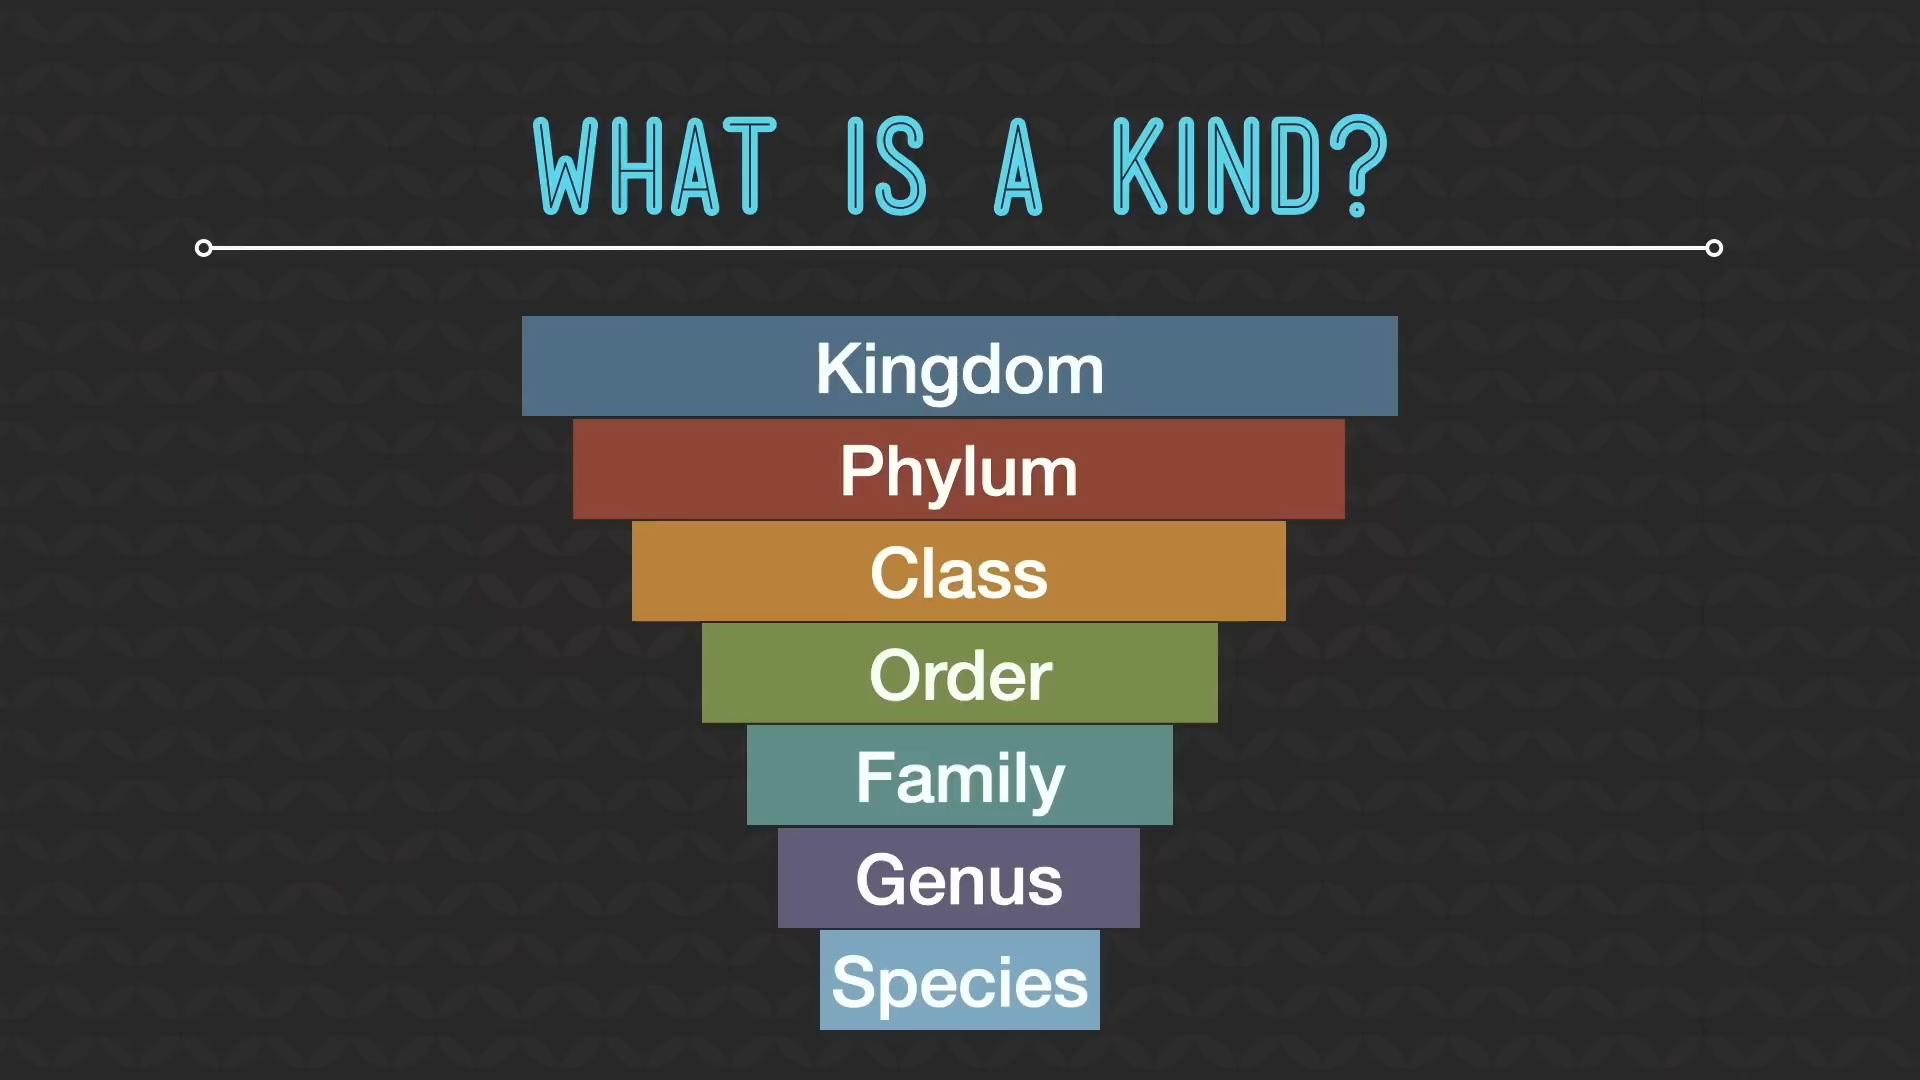 WHAT IS A KIND?
Kingdom
Phylum
Class
Order
Family
Genus
Species